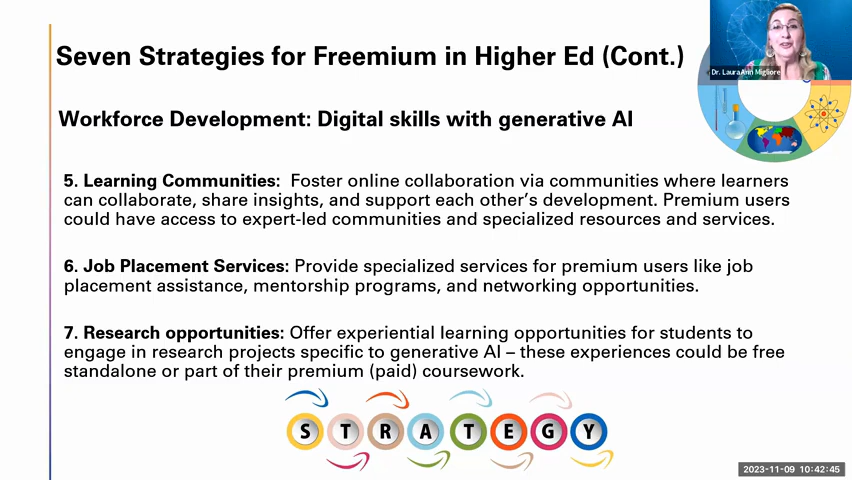 Seven Strategies for Freemium in Higher Ed (Cont.)
Dr. LauraAnn Migliore
Workforce Development: Digital skills with generative AI
5. Learning Communities: Foster online collaboration via communities where learners
can collaborate, share insights, and support each other's development. Premium users
could have access to expert-led communities and specialized resources and services.
6. Job Placement Services: Provide specialized services for premium users like job
placement assistance, mentorship programs, and networking opportunities.
7. Research opportunities: Offer experiential learning opportunities for students to
engage in research projects specific to generative AI – these experiences could be free
standalone or part of their premium (paid) coursework.
STRATEGY
2023-11-09 10:42:45